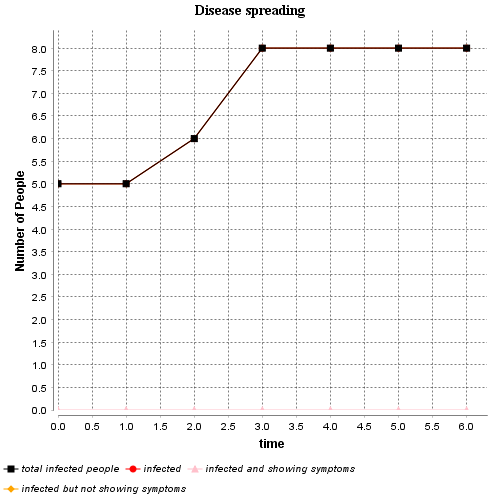 Disease spreading
8.0
7.5
7.0
6.5
6.0
5.5
5.0
4.5
4.0
3.5
3.0
2.5
2.0
1.5
1.0
0.5
0.0
Number of People
0.0 0.5 1.0 1.5 2.0 2.5 3.0 3.5 4.0 4.5 5.0 5.5 6.0
time
total infected people infected infected and showing symptoms
infected but not showing symptoms